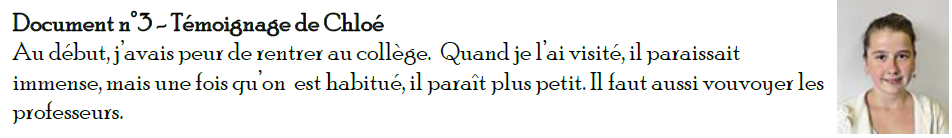 Document n°3 - Témoignage de Chloé
Au début, j'avais peur de rentrer au collège. Quand je l'ai visité, il paraissait
immense, mais une fois qu'on est habitué, il paraît plus petit. Il faut aussi vouvoyer les
professeurs.